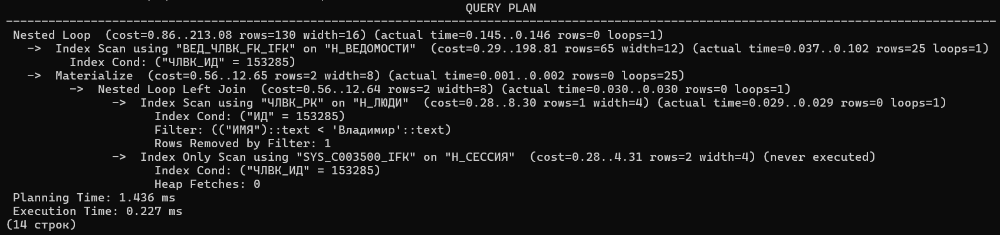 QUERY PLAN
--------------------------------------------------------------------------------------------------------------------------------------------
Nested Loop  (cost=0.86..213.08 rows=130 width=16) (actual time=0.145..0.146 rows=0 loops=1)
  ->  Index Scan using "ВЕД_ЧЛВК_FK_IFK" on "Н_ВЕДОМОСТИ"  (cost=0.29..198.81 rows=65 width=12) (actual time=0.037..0.102 rows=25 loops=1)
        Index Cond: ("ЧЛВК_ИД" = 153285)
  ->  Materialize  (cost=0.56..12.65 rows=2 width=8) (actual time=0.001..0.002 rows=0 loops=25)
        ->  Nested Loop Left Join  (cost=0.56..12.64 rows=2 width=8) (actual time=0.030..0.030 rows=0 loops=1)
              ->  Index Scan using "ЧЛВК_PK" on "Н_ЛЮДИ"  (cost=0.28..8.30 rows=1 width=4) (actual time=0.029..0.029 rows=0 loops=1)
                    Index Cond: ("ИД" = 153285)
                    Filter: (("ИМЯ")::text < 'Владимир'::text)
                    Rows Removed by Filter: 1
              ->  Index Only Scan using "SYS_C003500_IFK" on "Н_СЕССИЯ"  (cost=0.28..4.31 rows=2 width=4) (never executed)
                    Index Cond: ("ЧЛВК_ИД" = 153285)
                    Heap Fetches: 0
Planning Time: 1.436 ms
Execution Time: 0.227 ms
(14 строк)